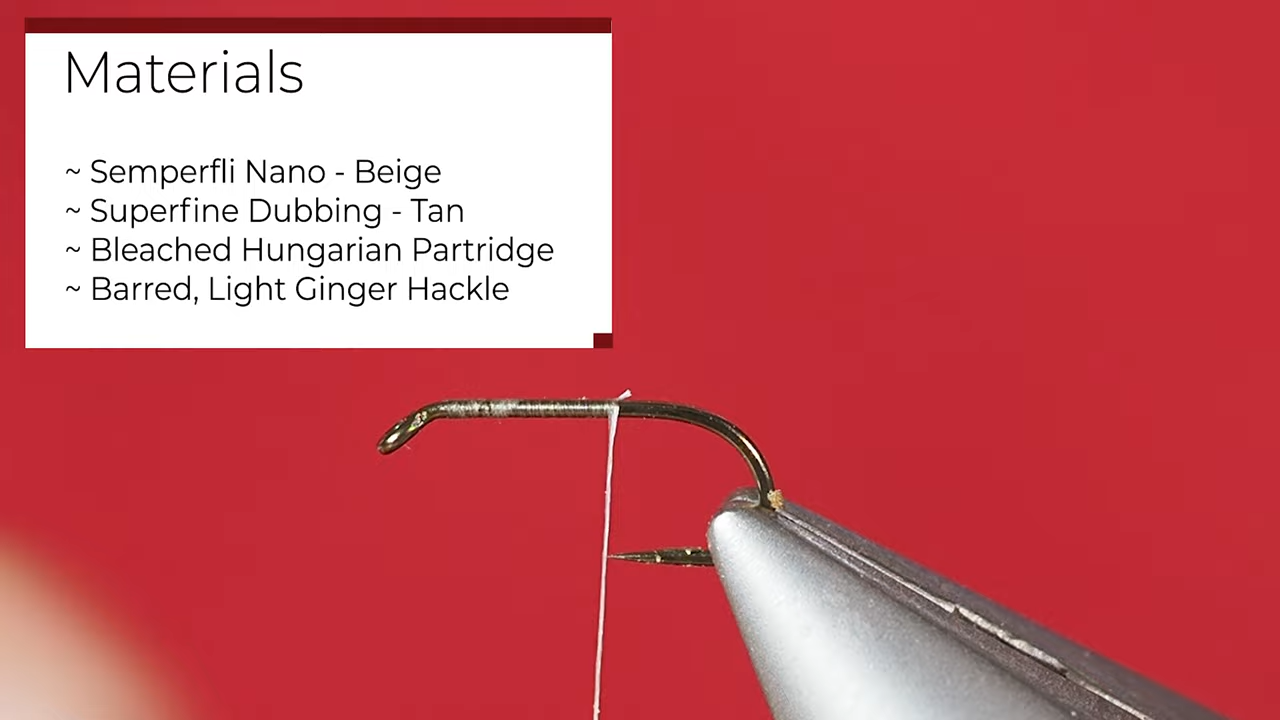 Materials
~ Semperfli Nano - Beige
~ Superfine Dubbing - Tan
~ Bleached Hungarian Partridge
~ Barred, Light Ginger Hackle